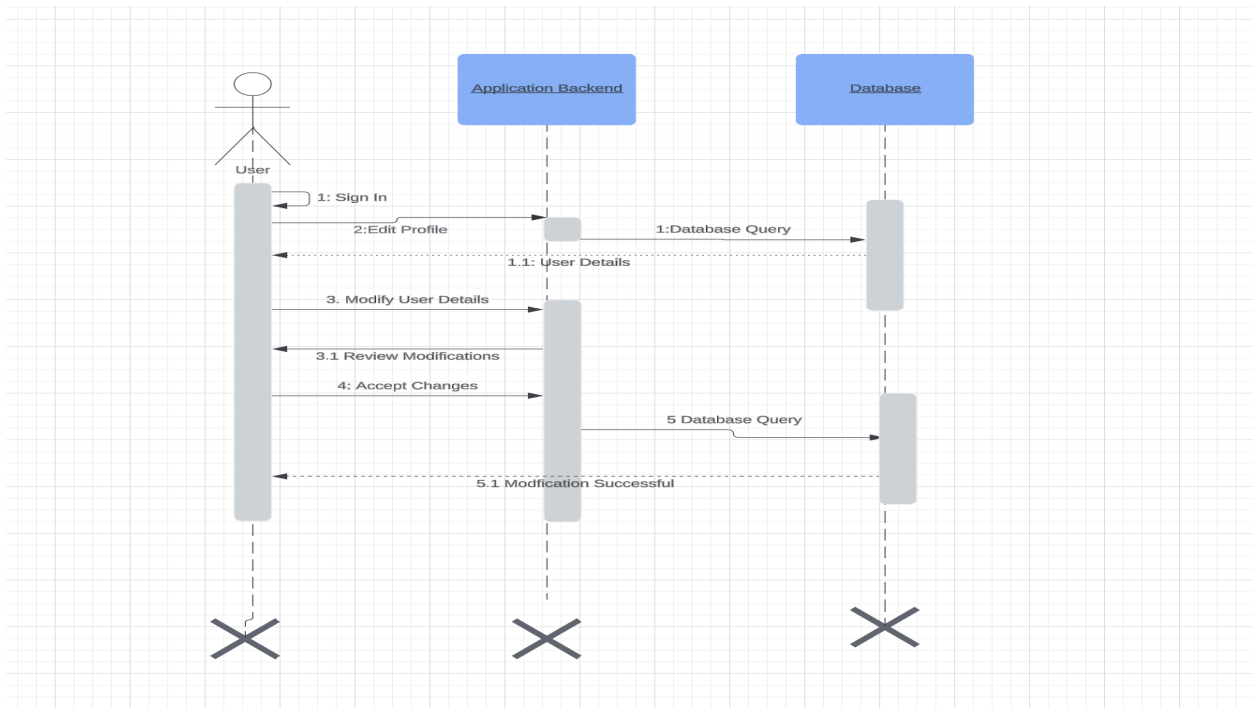 Application Backend
Database
User
1: Sign In
2:Edit Profile
1:Database Query
1.1: User Details
3. Modify User Details
3.1 Review Modifications
4: Accept Changes
5 Database Query
5.1 Modfication Successful